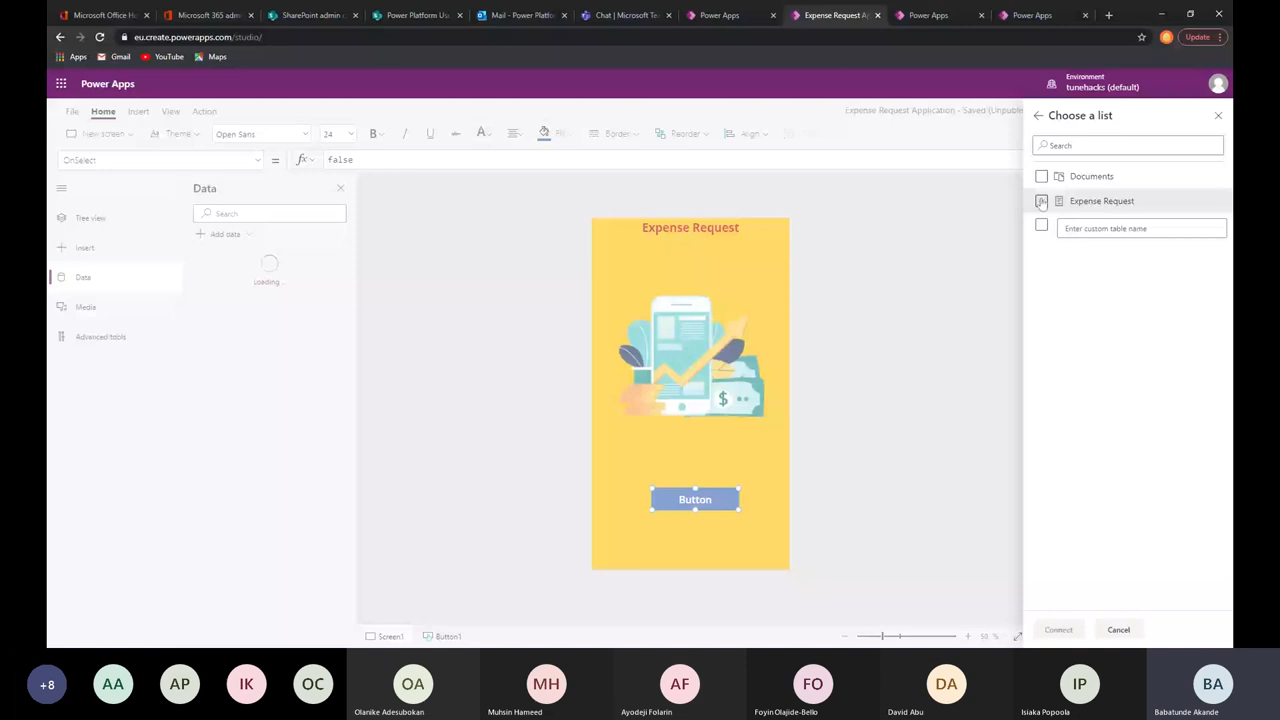 Microsoft Office Ho
Microsoft 365 adm
SharePoint admin c
Power Platform Us
Mail - Power Platfo
Chat | Microsoft Te
Power Apps
Expense Request A
Power Apps
Power Apps
eu.create.powerapps.com/studio/
Update
Apps
Gmail
YouTube
Maps
Power Apps
Environment
tunehacks (default)
File
Home
Insert
View
Action
Expense Request Application - Saved (Unpublis
New screen
Theme
Open Sans
24
B
/
U
A
Fill
Border
Reorder
Align
OnSelect
=
fx
false
Tree view
Insert
Data
Media
Advanced tools
Data
Search
Add data
Loading ...
Expense Request
$
Button
Screen1
Button1
50 %
Choose a list
Search
Documents
Expense Request
Enter custom table name
Connect
Cancel
+8
AA
AP
IK
OC
OA
Olanike Adesubokan
MH
Muhsin Hameed
AF
Ayodeji Folarin
FO
Foyin Olajide-Bello
DA
David Abu
IP
Isiaka Popoola
BA
Babatunde Akande